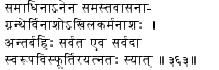 समाधिनाऽनेन समस्तवासना-
ग्रन्थेर्विनाशोऽखिलकर्मनाशः ।
अन्तर्बहिः सर्वत एव सर्वदा
स्वरूपविस्फूर्तिरयत्नतः स्यात् ॥ ३६३॥